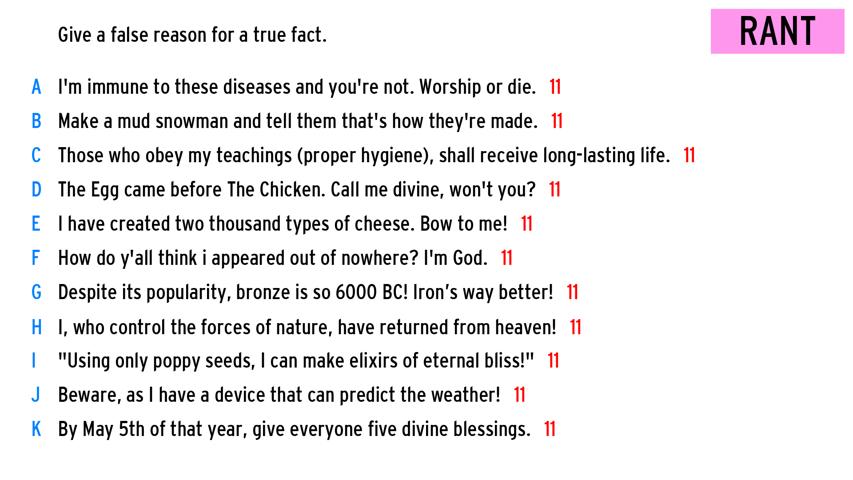 Give a false reason for a true fact.
RANT
A I'm immune to these diseases and you're not. Worship or die. 11
B Make a mud snowman and tell them that's how they're made. 11
C Those who obey my teachings (proper hygiene), shall receive long-lasting life. 11
D The Egg came before The Chicken. Call me divine, won't you? 11
E I have created two thousand types of cheese. Bow to me! 11
F How do y'all think i appeared out of nowhere? I'm God. 11
G Despite its popularity, bronze is so 6000 BC! Iron’s way better! 11
H I, who control the forces of nature, have returned from heaven! 11
I "Using only poppy seeds, I can make elixirs of eternal bliss!" 11
J Beware, as I have a device that can predict the weather! 11
K By May 5th of that year, give everyone five divine blessings. 11